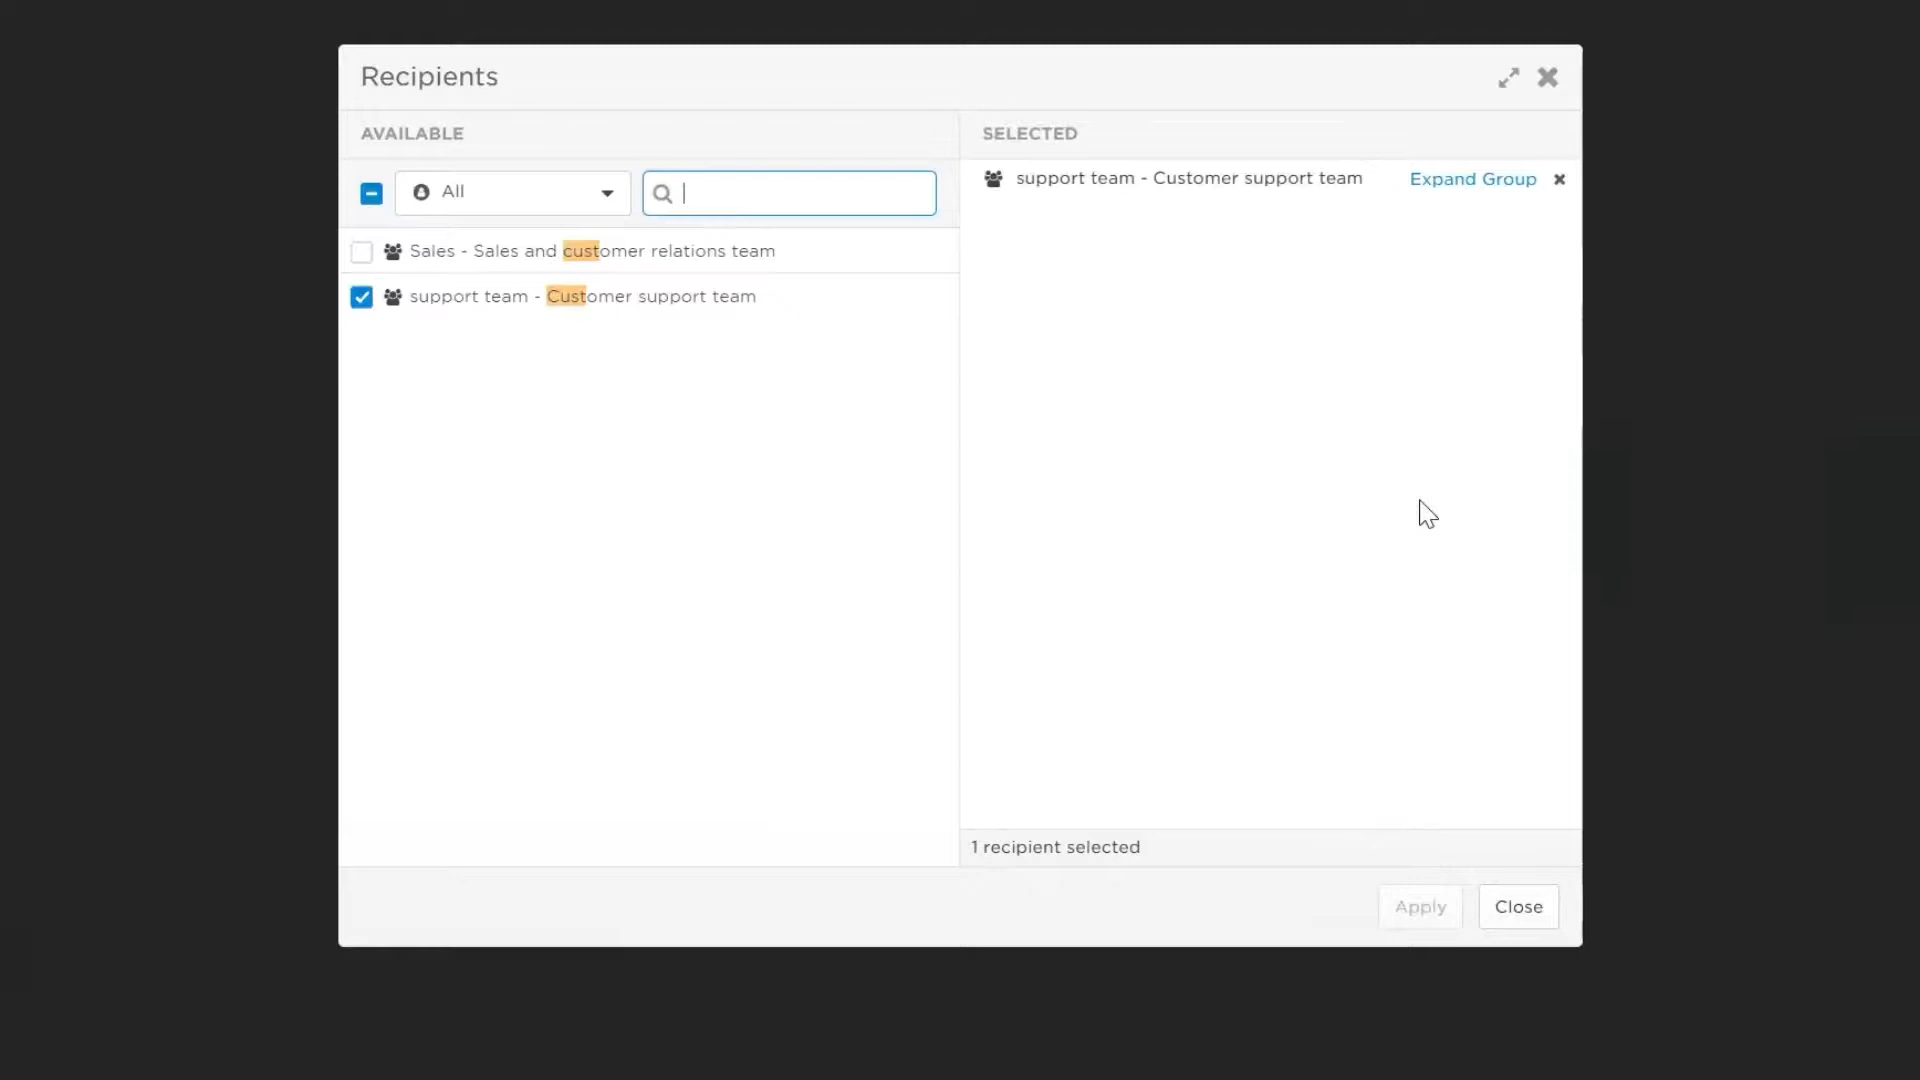 Recipients
AVAILABLE
All
Sales - Sales and customer relations team
support team - Customer support team
SELECTED
support team - Customer support team Expand Group
1 recipient selected
Apply Close